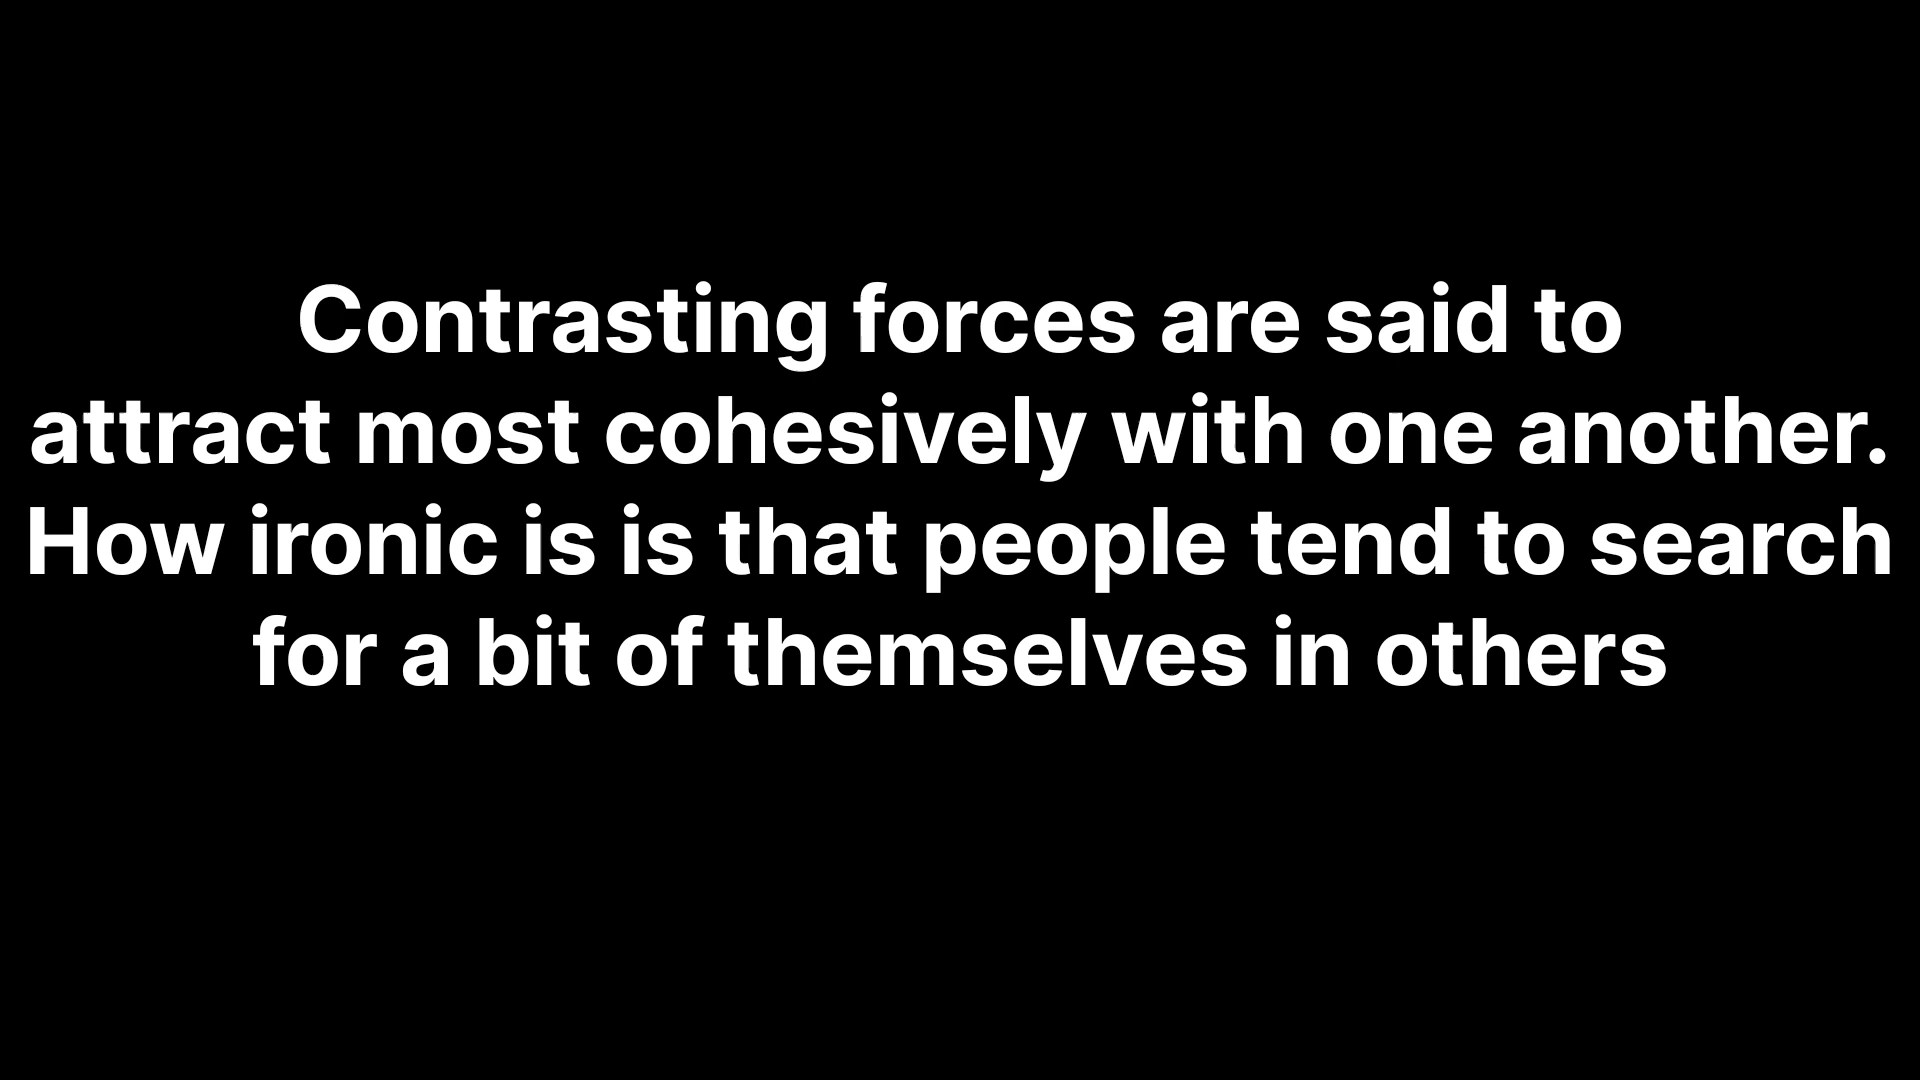 Contrasting forces are said to
attract most cohesively with one another.
How ironic is is that people tend to search
for a bit of themselves in others